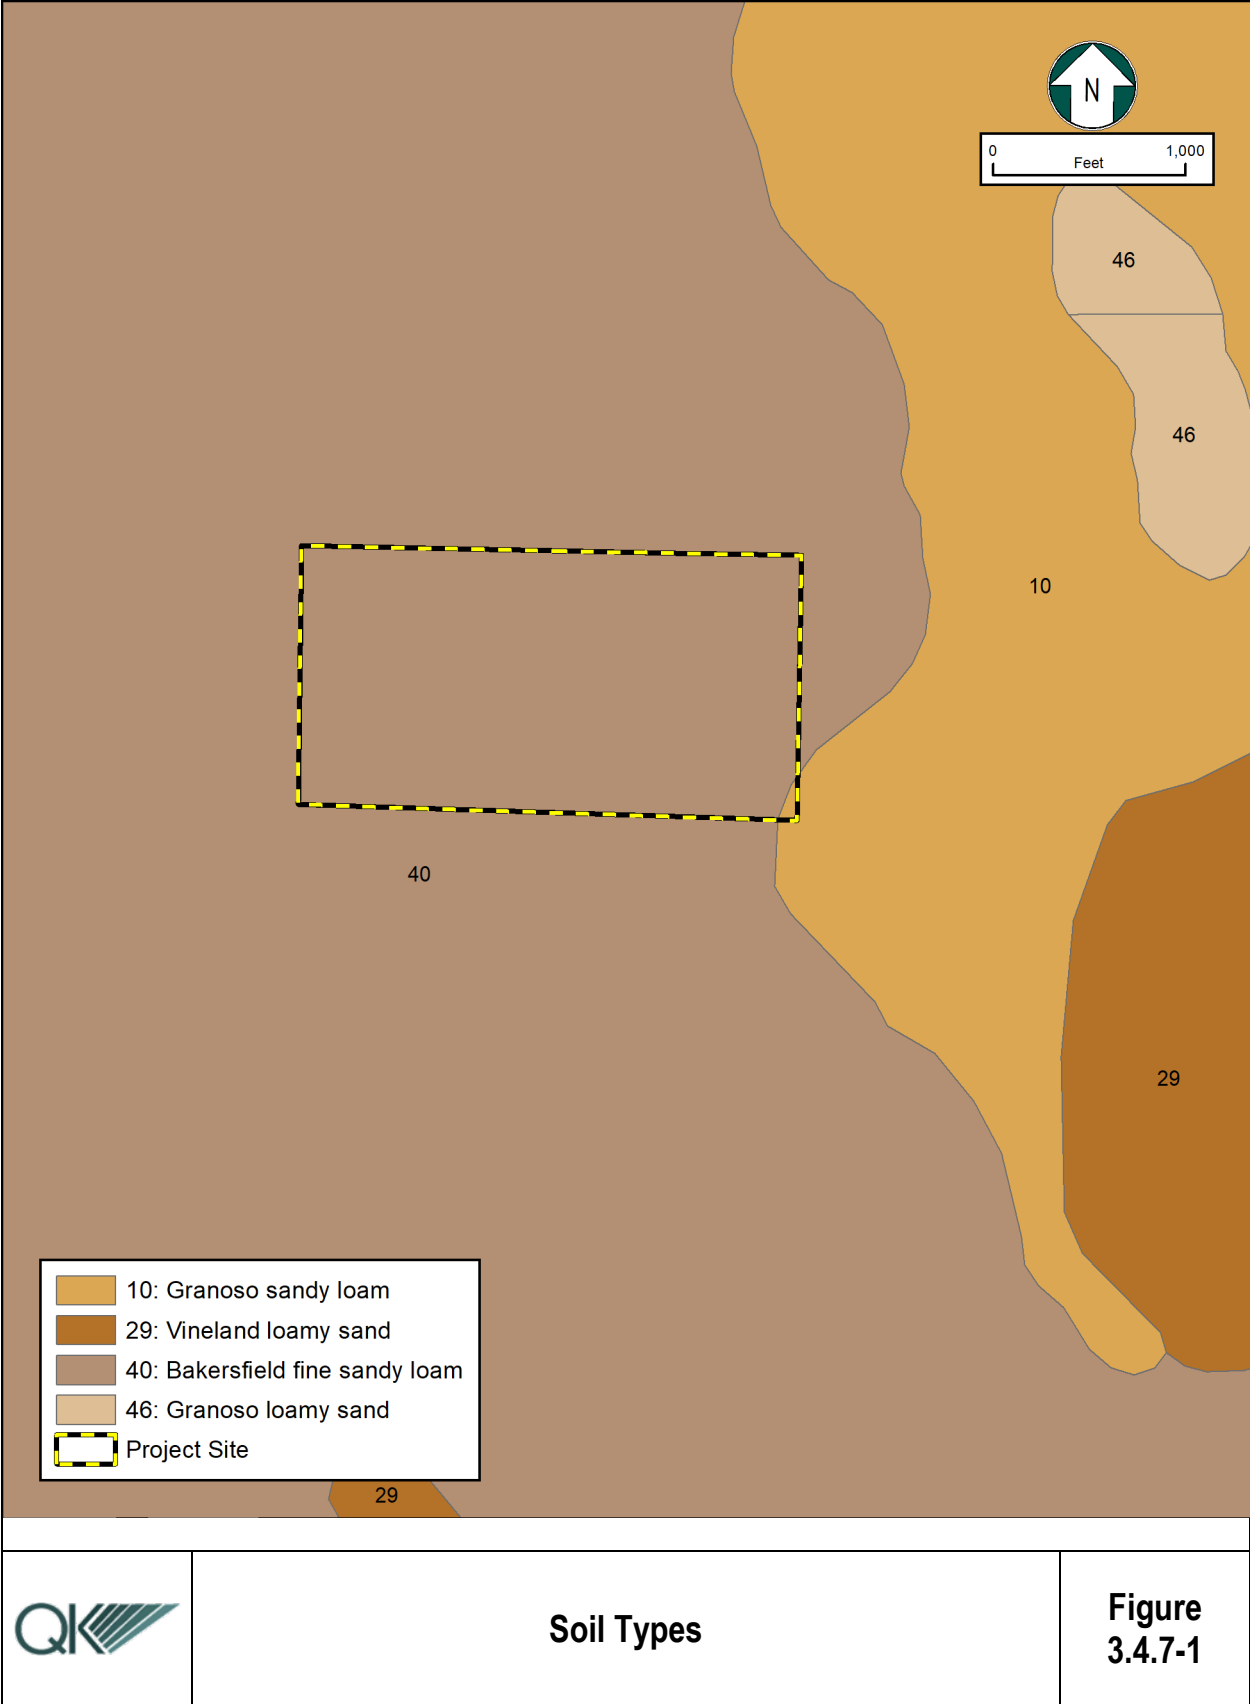 N
0 1,000
Feet
46
46
10
40
29
10: Granoso sandy loam
29: Vineland loamy sand
40: Bakersfield fine sandy loam
46: Granoso loamy sand
Project Site
29
QK
Soil Types
Figure
3.4.7-1